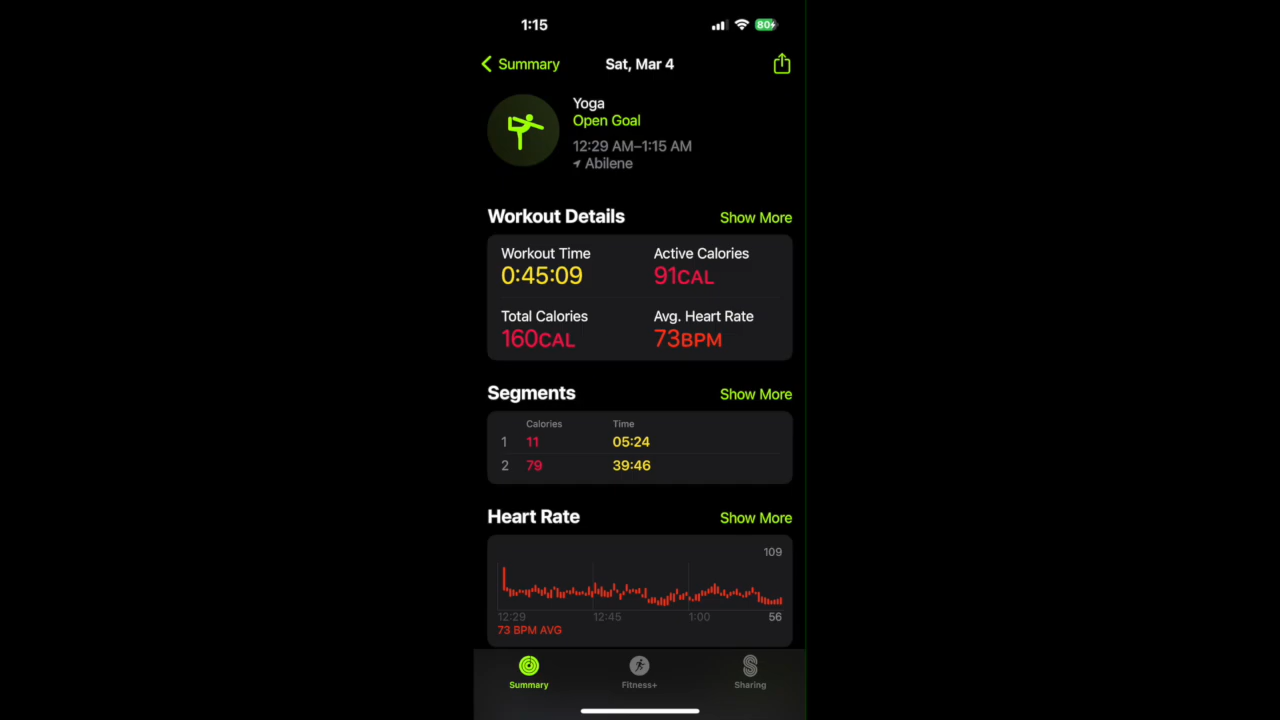 1:15
80
Summary
Sat, Mar 4
Yoga
Open Goal
12:29 AM–1:15 AM
Abilene
Workout Details
Show More
Workout Time
Active Calories
0:45:09
91CAL
Total Calories
Avg. Heart Rate
160CAL
73BPM
Segments
Show More
Calories
Time
1 11 05:24
2 79 39:46
Heart Rate
Show More
109
12:29 12:45 1:00 56
73 BPM AVG
Summary
Fitness+
Sharing